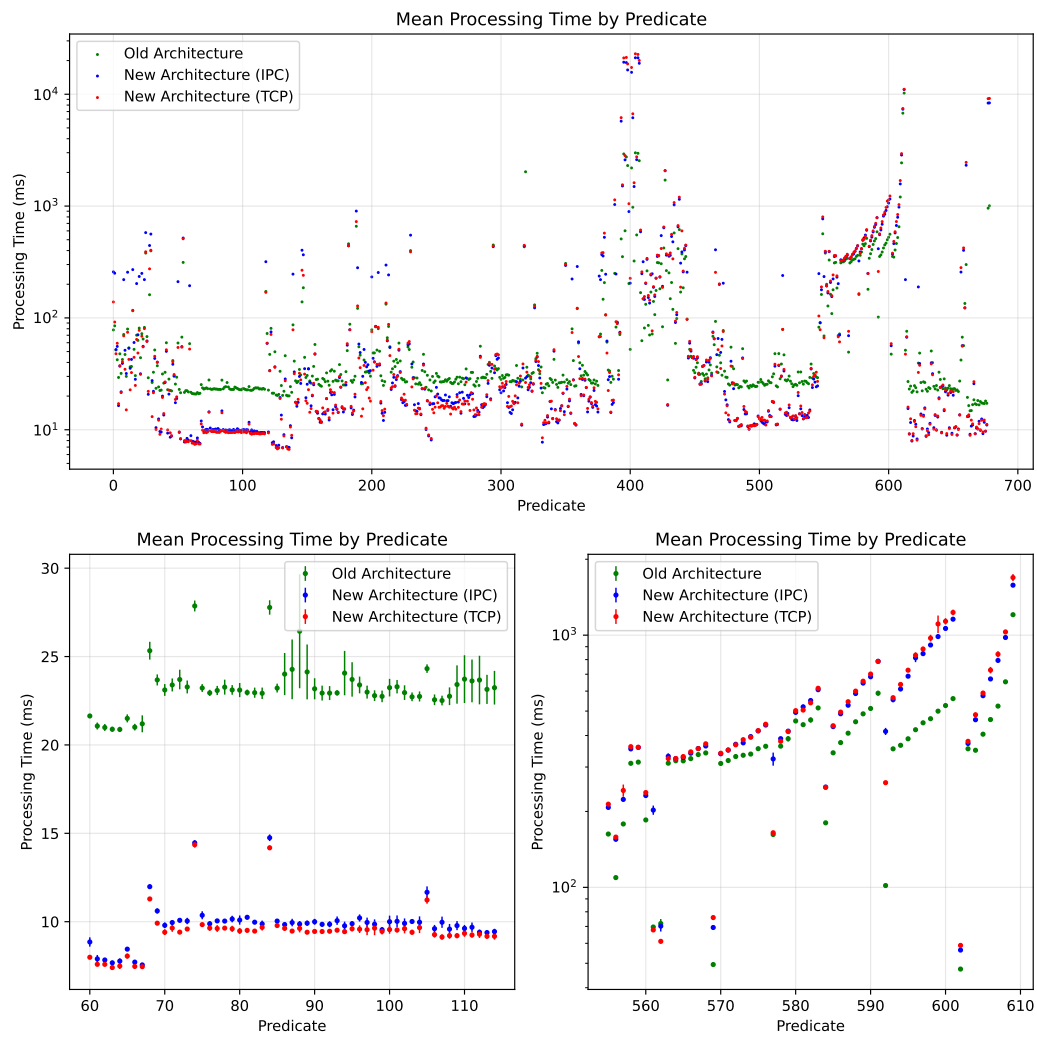 Mean Processing Time by Predicate
Old Architecture
New Architecture (IPC)
New Architecture (TCP)
Processing Time (ms)
10⁴
10³
10²
10¹
0 100 200 300 400 500 600 700
Predicate
Mean Processing Time by Predicate
Old Architecture
New Architecture (IPC)
New Architecture (TCP)
Processing Time (ms)
30
25
20
15
10
60 70 80 90 100 110
Predicate
Mean Processing Time by Predicate
Old Architecture
New Architecture (IPC)
New Architecture (TCP)
Processing Time (ms)
10³
10²
560 570 580 590 600 610
Predicate